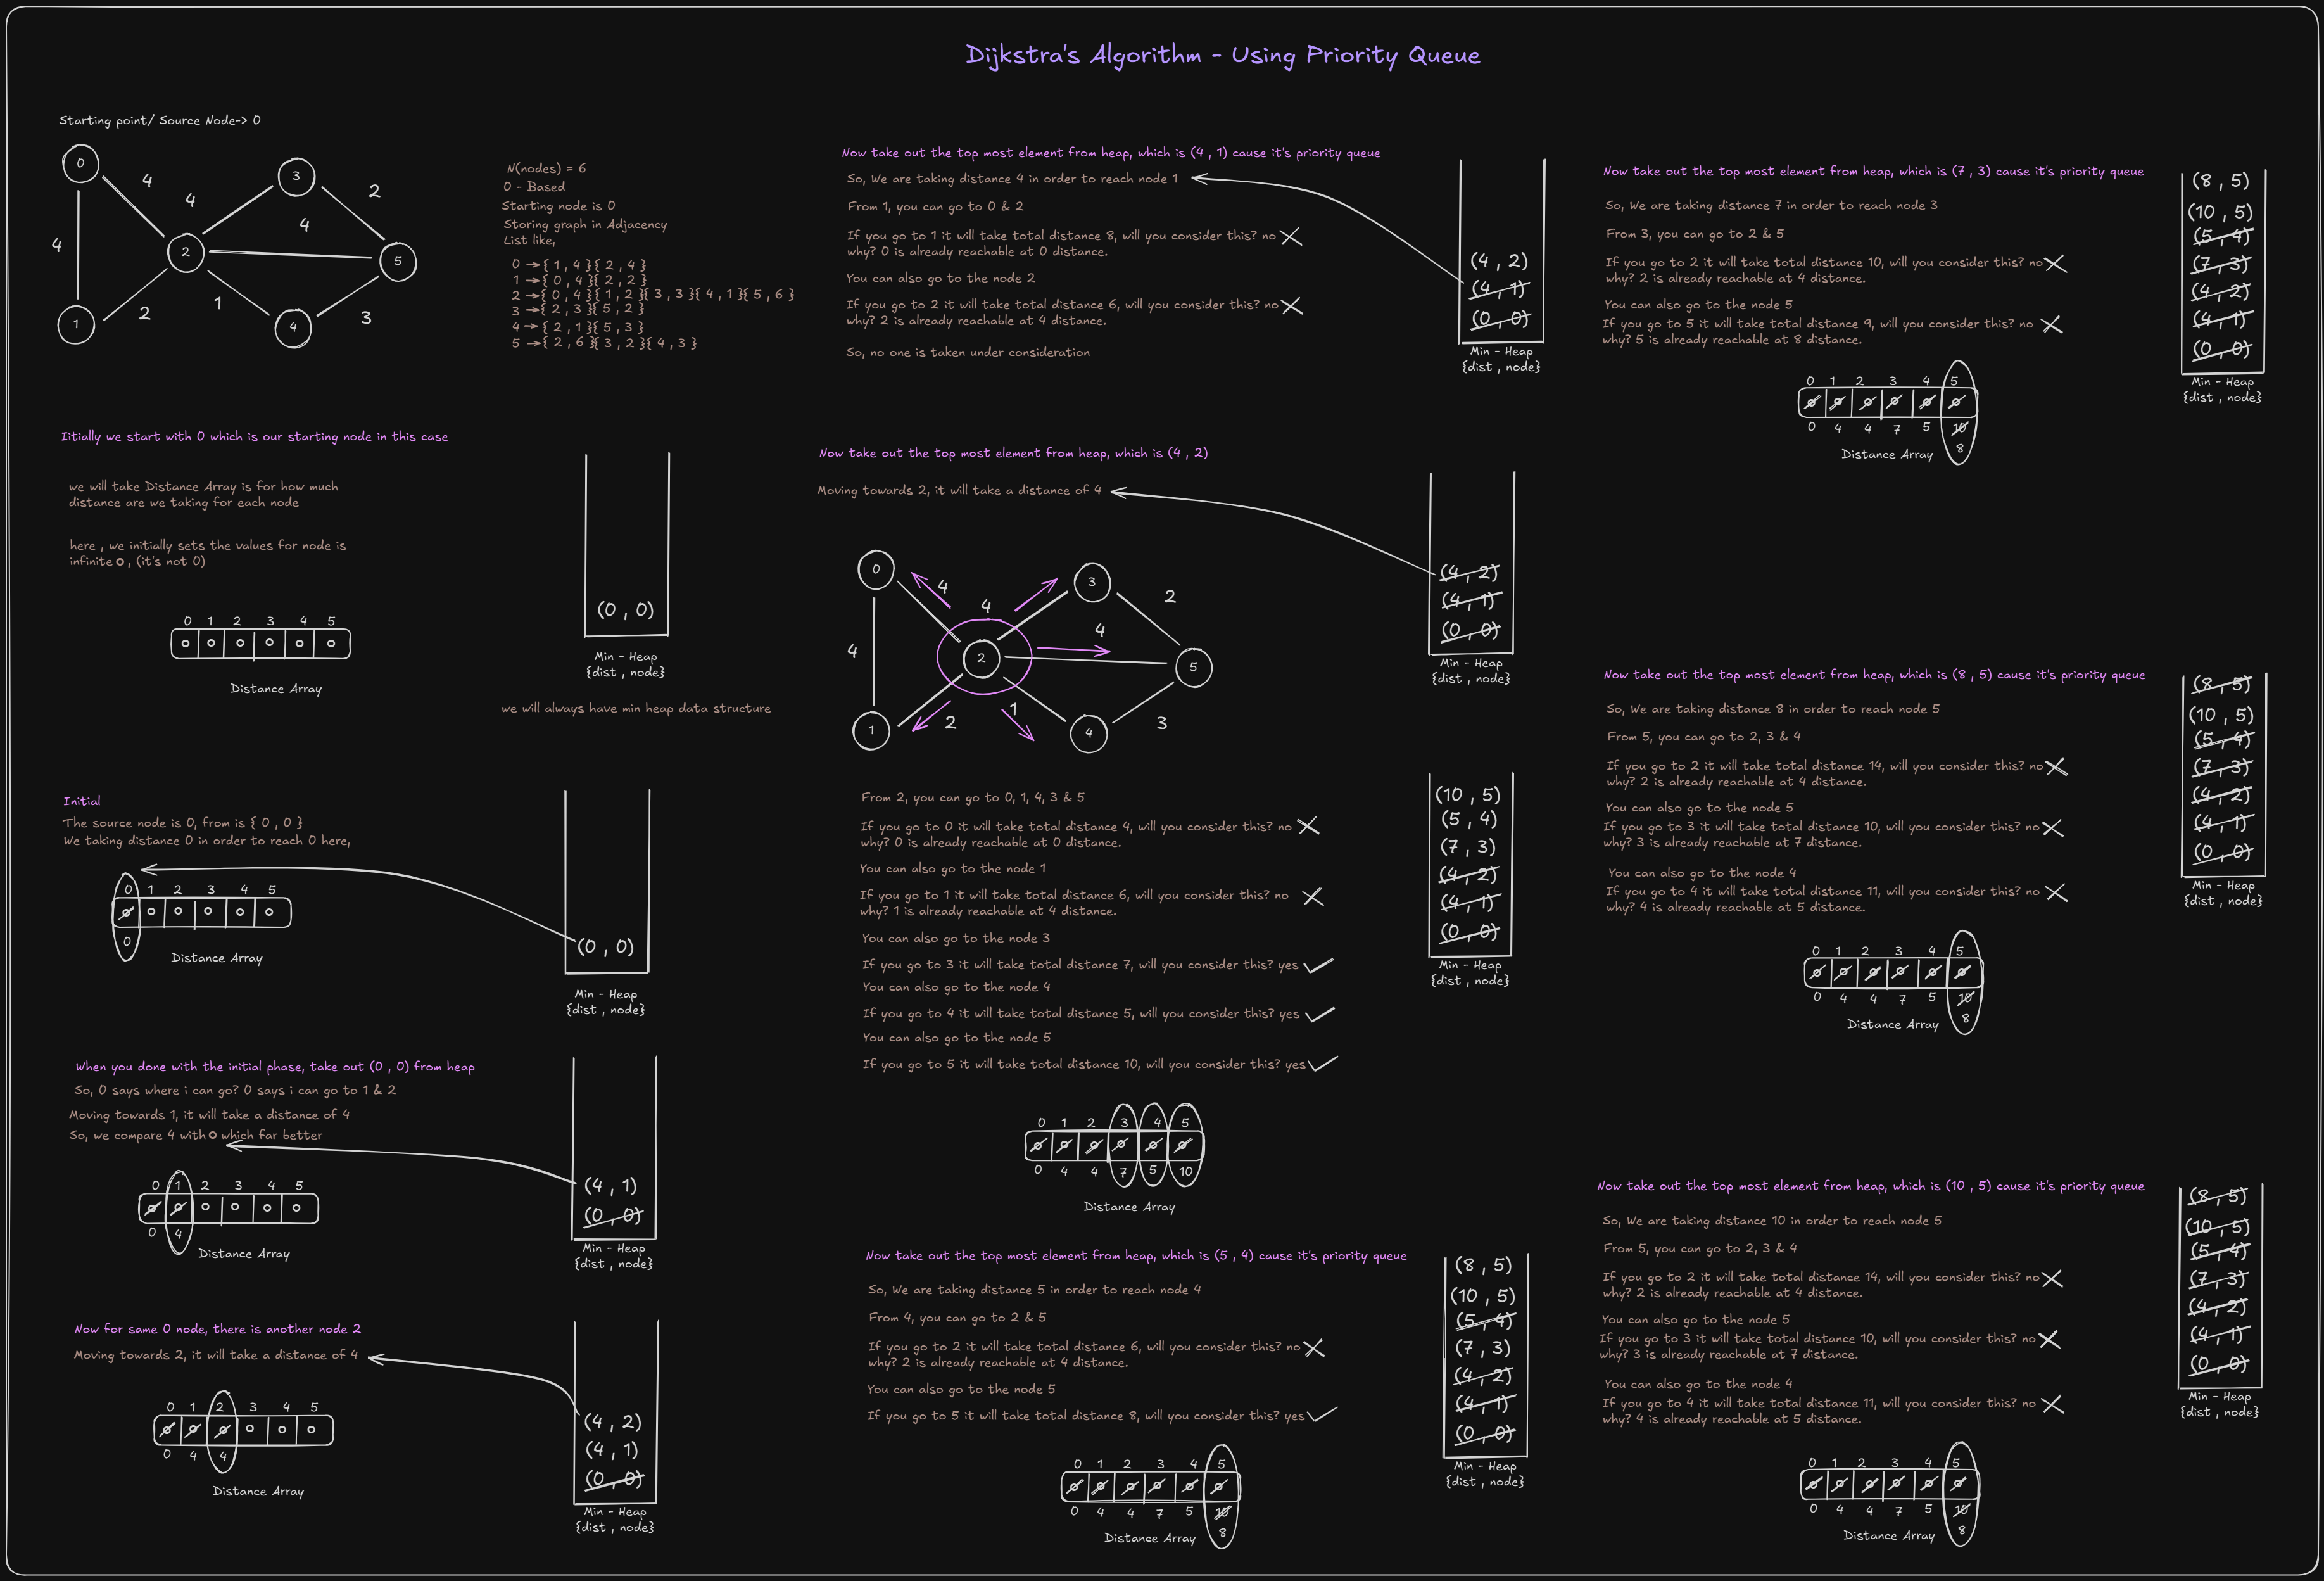 Dijkstra's Algorithm - Using Priority Queue
Starting point/ Source Node-> 0
0
3
4
4
2
4
4
2
5
1
2
1
4
3
N(nodes) = 6
0 - Based
Starting node is 0
Storing graph in Adjacency
List like,
0 →{ 1 , 4 }{ 2 , 4 }
1 →{ 0 , 4 }{ 2 , 2 }
2 →{ 0 , 4 }{ 1 , 2 }{ 3 , 3 }{ 4 , 1 }{ 5 , 6 }
3 →{ 2 , 3 }{ 5 , 2 }
4 →{ 2 , 1 }{ 5 , 3 }
5 →{ 2 , 6 }{ 3 , 2 }{ 4 , 3 }
Iitially we start with 0 which is our starting node in this case
we will take Distance Array is for how much
distance are we taking for each node
here , we initially sets the values for node is
infinite o , (it's not 0)
0 1 2 3 4 5
o o o o o o
Distance Array
(0 , 0)
Min - Heap
{dist , node}
we will always have min heap data structure
Initial
The source node is 0, from is { 0 , 0 }
We taking distance 0 in order to reach 0 here,
0 1 2 3 4 5
o o o o o o
0
Distance Array
(0 , 0)
Min - Heap
{dist , node}
When you done with the initial phase, take out (0 , 0) from heap
So, 0 says where i can go? 0 says i can go to 1 & 2
Moving towards 1, it will take a distance of 4
So, we compare 4 with o which far better
0 1 2 3 4 5
o o o o o o
0 4
Distance Array
(4 , 1)
(0 , 0)
Min - Heap
{dist , node}
Now for same 0 node, there is another node 2
Moving towards 2, it will take a distance of 4
0 1 2 3 4 5
o o o o o o
0 4 4
Distance Array
(4 , 2)
(4 , 1)
(0 , 0)
Min - Heap
{dist , node}
Now take out the top most element from heap, which is (4 , 1) cause it's priority queue
So, We are taking distance 4 in order to reach node 1
From 1, you can go to 0 & 2
If you go to 1 it will take total distance 8, will you consider this? no
why? 0 is already reachable at 0 distance.
You can also go to the node 2
If you go to 2 it will take total distance 6, will you consider this? no
why? 2 is already reachable at 4 distance.
So, no one is taken under consideration
(4 , 2)
(4 , 1)
(0 , 0)
Min - Heap
{dist , node}
Now take out the top most element from heap, which is (4 , 2)
Moving towards 2, it will take a distance of 4
(4 , 2)
(4 , 1)
(0 , 0)
Min - Heap
{dist , node}
0
3
4
4
2
4
4
2
5
1
2
1
4
3
From 2, you can go to 0, 1, 4, 3 & 5
If you go to 0 it will take total distance 4, will you consider this? no
why? 0 is already reachable at 0 distance.
You can also go to the node 1
If you go to 1 it will take total distance 6, will you consider this? no
why? 1 is already reachable at 4 distance.
You can also go to the node 3
If you go to 3 it will take total distance 7, will you consider this? yes
You can also go to the node 4
If you go to 4 it will take total distance 5, will you consider this? yes
You can also go to the node 5
If you go to 5 it will take total distance 10, will you consider this? yes
(10 , 5)
(5 , 4)
(7 , 3)
(4 , 2)
(4 , 1)
(0 , 0)
Min - Heap
{dist , node}
0 1 2 3 4 5
o o o o o o
0 4 4 7 5 10
Distance Array
Now take out the top most element from heap, which is (5 , 4) cause it's priority queue
So, We are taking distance 5 in order to reach node 4
From 4, you can go to 2 & 5
If you go to 2 it will take total distance 6, will you consider this? no
why? 2 is already reachable at 4 distance.
You can also go to the node 5
If you go to 5 it will take total distance 8, will you consider this? yes
0 1 2 3 4 5
o o o o o o
0 4 4 7 5 10
8
Distance Array
(8 , 5)
(10 , 5)
(5 , 4)
(7 , 3)
(4 , 2)
(4 , 1)
(0 , 0)
Min - Heap
{dist , node}
Now take out the top most element from heap, which is (7 , 3) cause it's priority queue
So, We are taking distance 7 in order to reach node 3
From 3, you can go to 2 & 5
If you go to 2 it will take total distance 10, will you consider this? no
why? 2 is already reachable at 4 distance.
You can also go to the node 5
If you go to 5 it will take total distance 9, will you consider this? no
why? 5 is already reachable at 8 distance.
0 1 2 3 4 5
o o o o o o
0 4 4 7 5 10
8
Distance Array
(8 , 5)
(10 , 5)
(5 , 4)
(7 , 3)
(4 , 2)
(4 , 1)
(0 , 0)
Min - Heap
{dist , node}
Now take out the top most element from heap, which is (8 , 5) cause it's priority queue
So, We are taking distance 8 in order to reach node 5
From 5, you can go to 2, 3 & 4
If you go to 2 it will take total distance 14, will you consider this? no
why? 2 is already reachable at 4 distance.
You can also go to the node 5
If you go to 3 it will take total distance 10, will you consider this? no
why? 3 is already reachable at 7 distance.
You can also go to the node 4
If you go to 4 it will take total distance 11, will you consider this? no
why? 4 is already reachable at 5 distance.
0 1 2 3 4 5
o o o o o o
0 4 4 7 5 10
8
Distance Array
(8 , 5)
(10 , 5)
(5 , 4)
(7 , 3)
(4 , 2)
(4 , 1)
(0 , 0)
Min - Heap
{dist , node}
Now take out the top most element from heap, which is (10 , 5) cause it's priority queue
So, We are taking distance 10 in order to reach node 5
From 5, you can go to 2, 3 & 4
If you go to 2 it will take total distance 14, will you consider this? no
why? 2 is already reachable at 4 distance.
You can also go to the node 5
If you go to 3 it will take total distance 10, will you consider this? no
why? 3 is already reachable at 7 distance.
You can also go to the node 4
If you go to 4 it will take total distance 11, will you consider this? no
why? 4 is already reachable at 5 distance.
0 1 2 3 4 5
o o o o o o
0 4 4 7 5 10
8
Distance Array
(8 , 5)
(10 , 5)
(5 , 4)
(7 , 3)
(4 , 2)
(4 , 1)
(0 , 0)
Min - Heap
{dist , node}